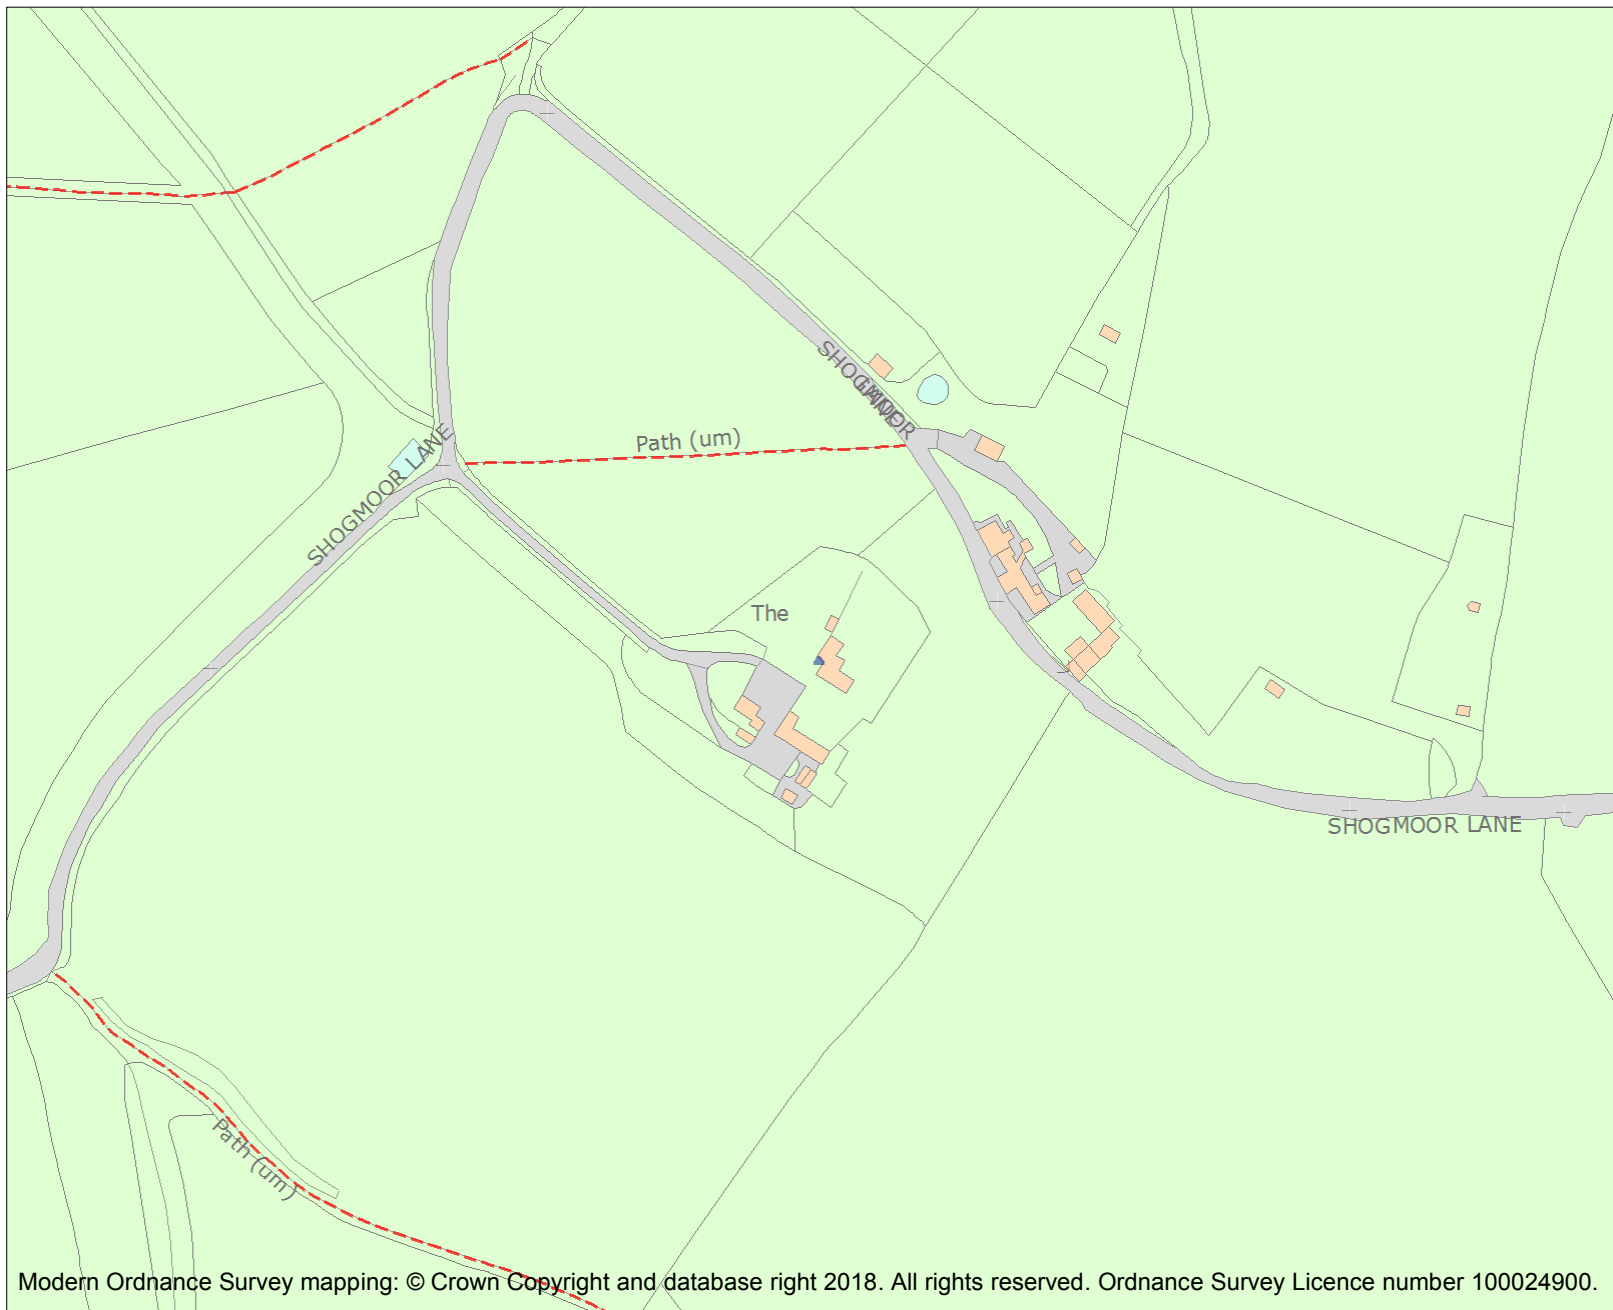 SHOGMOOR
LANE
Path (um)
SHOGMOOR LANE
The
SHOGMOOR LANE
Path (um)
Modern Ordnance Survey mapping: © Crown Copyright and database right 2018. All rights reserved. Ordnance Survey Licence number 100024900.